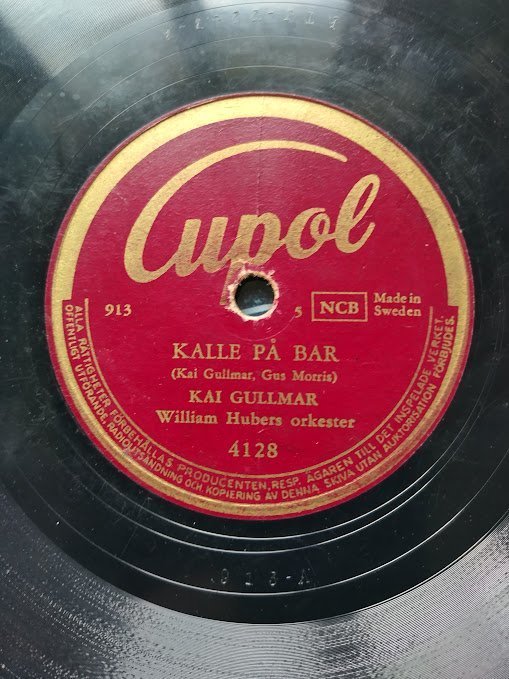 Cupol
913
5 NCB Made in
Sweden
KALLE PÅ BAR
(Kai Gullmar, Gus Morris)
KAI GULLMAR
William Hubers orkester
4128
ALLA RÄTTIGHETER FÖRBEHÅLLAS PRODUCENTEN, RESP. ÄGAREN TILL DET INSPELADE VERKET.
OFFENTLIGT UTFÖRANDE, RADIOUTSÄNDNING OCH KOPIERING AV DENNA SKIVA UTAN AUKTORISATION FÖRBJUDES.
913-A